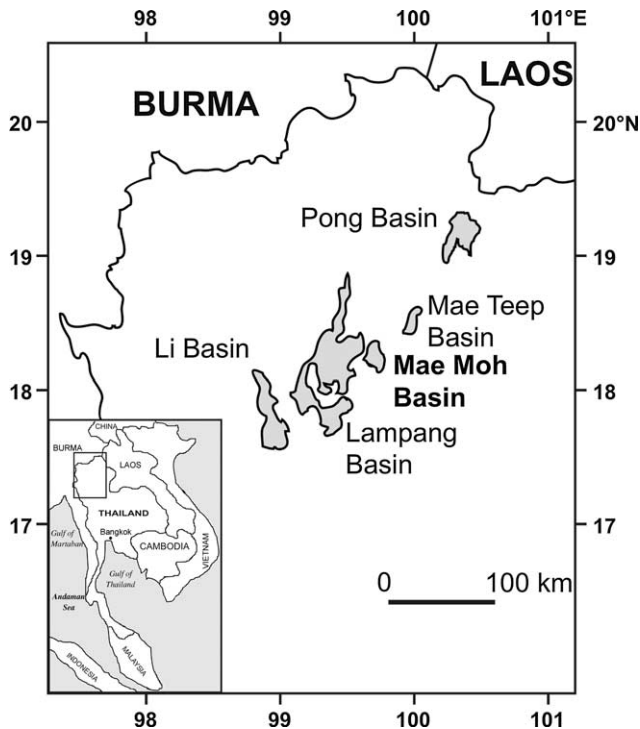 98 99 100 101°E
LAOS
BURMA
20 20°N
Pong Basin
19 19
Mae Teep
Basin
Li Basin
Mae Moh
Basin
18 18
Lampang
Basin
CHINA
BURMA
LAOS
THAILAND
Bangkok
Gulf of
Martaban
CAMBODIA
VIETNAM
Gulf of
Thailand
Andaman
Sea
MALAYSIA
INDONESIA
17
0 100 km
98 99 100 101